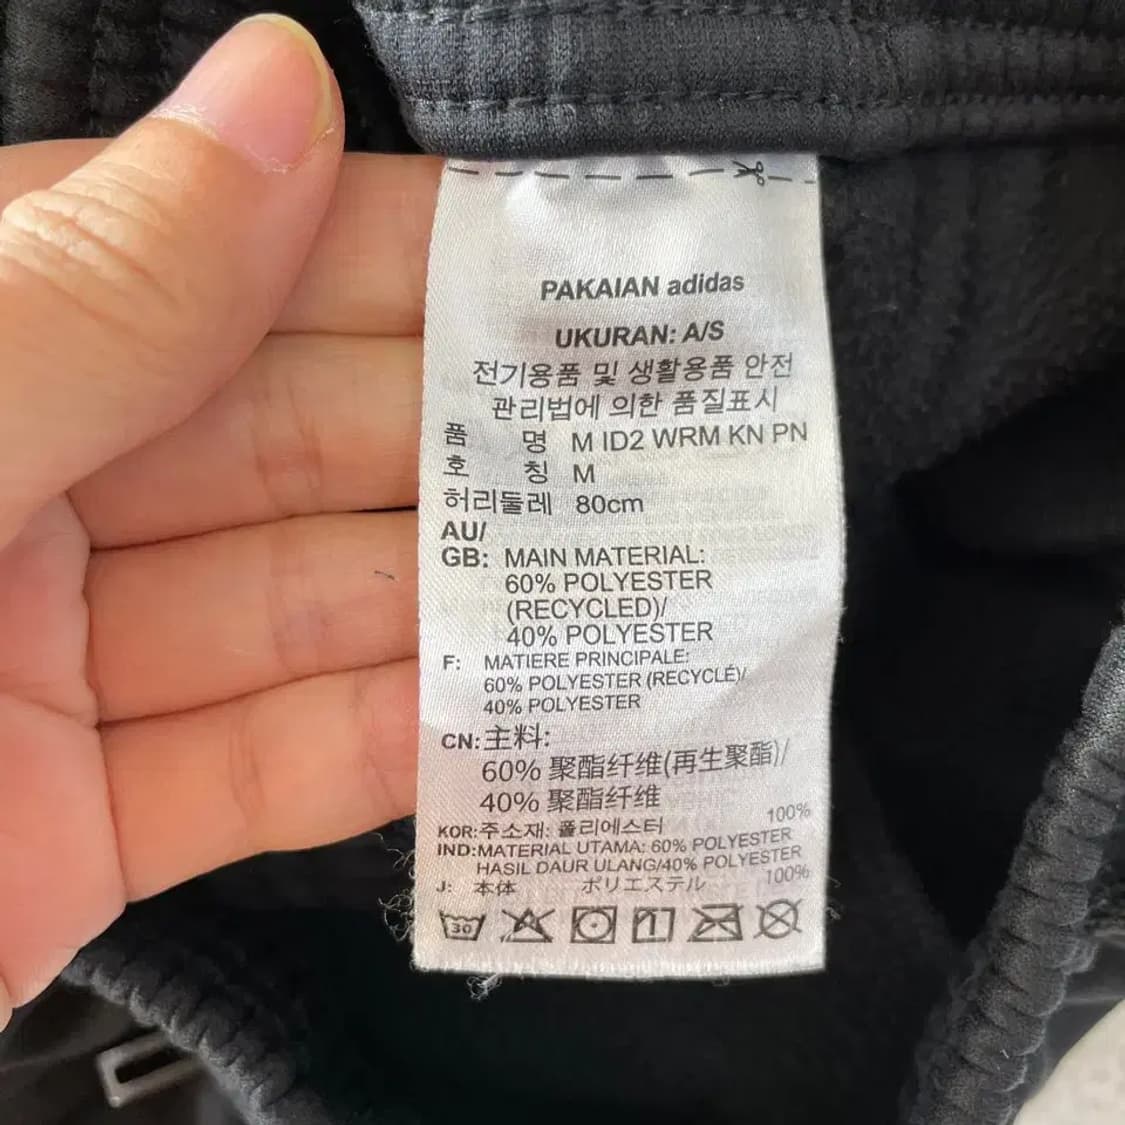 PAKAIAN adidas
UKURAN: A/S
전기용품 및 생활용품 안전
관리법에 의한 품질표시
품 명 M ID2 WRM KN PN
호 칭 M
허리둘레 80cm
AU/
GB: MAIN MATERIAL:
60% POLYESTER
(RECYCLED)/
40% POLYESTER
F: MATIERE PRINCIPALE:
60% POLYESTER (RECYCLÉ)/
40% POLYESTER
CN:主料:
60% 聚酯纤维(再生聚酯)/
40% 聚酯纤维
KOR:주소재: 폴리에스터 100%
IND:MATERIAL UTAMA: 60% POLYESTER
HASIL DAUR ULANG/40% POLYESTER
J: 本体 ポリエステル 100%
30